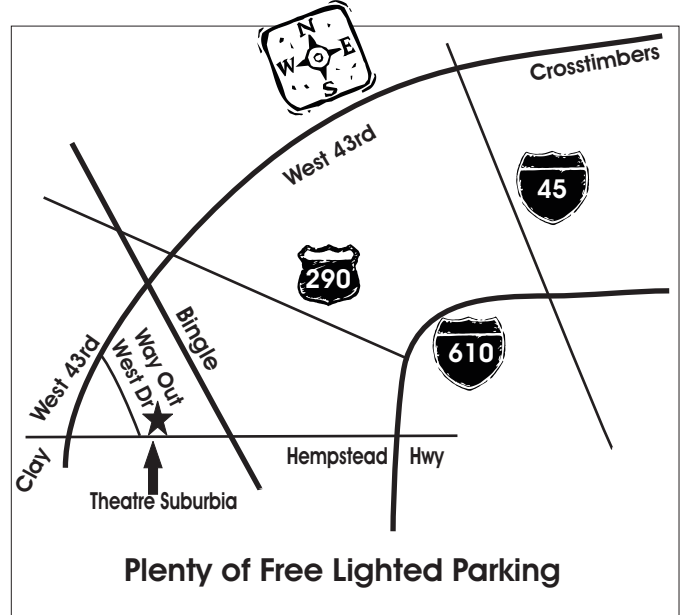 N
W E
S
Crosstimbers
West 43rd
45
290
610
Bingle
Way Out
West Dr
West 43rd
Clay
Hempstead Hwy
Theatre Suburbia
Plenty of Free Lighted Parking